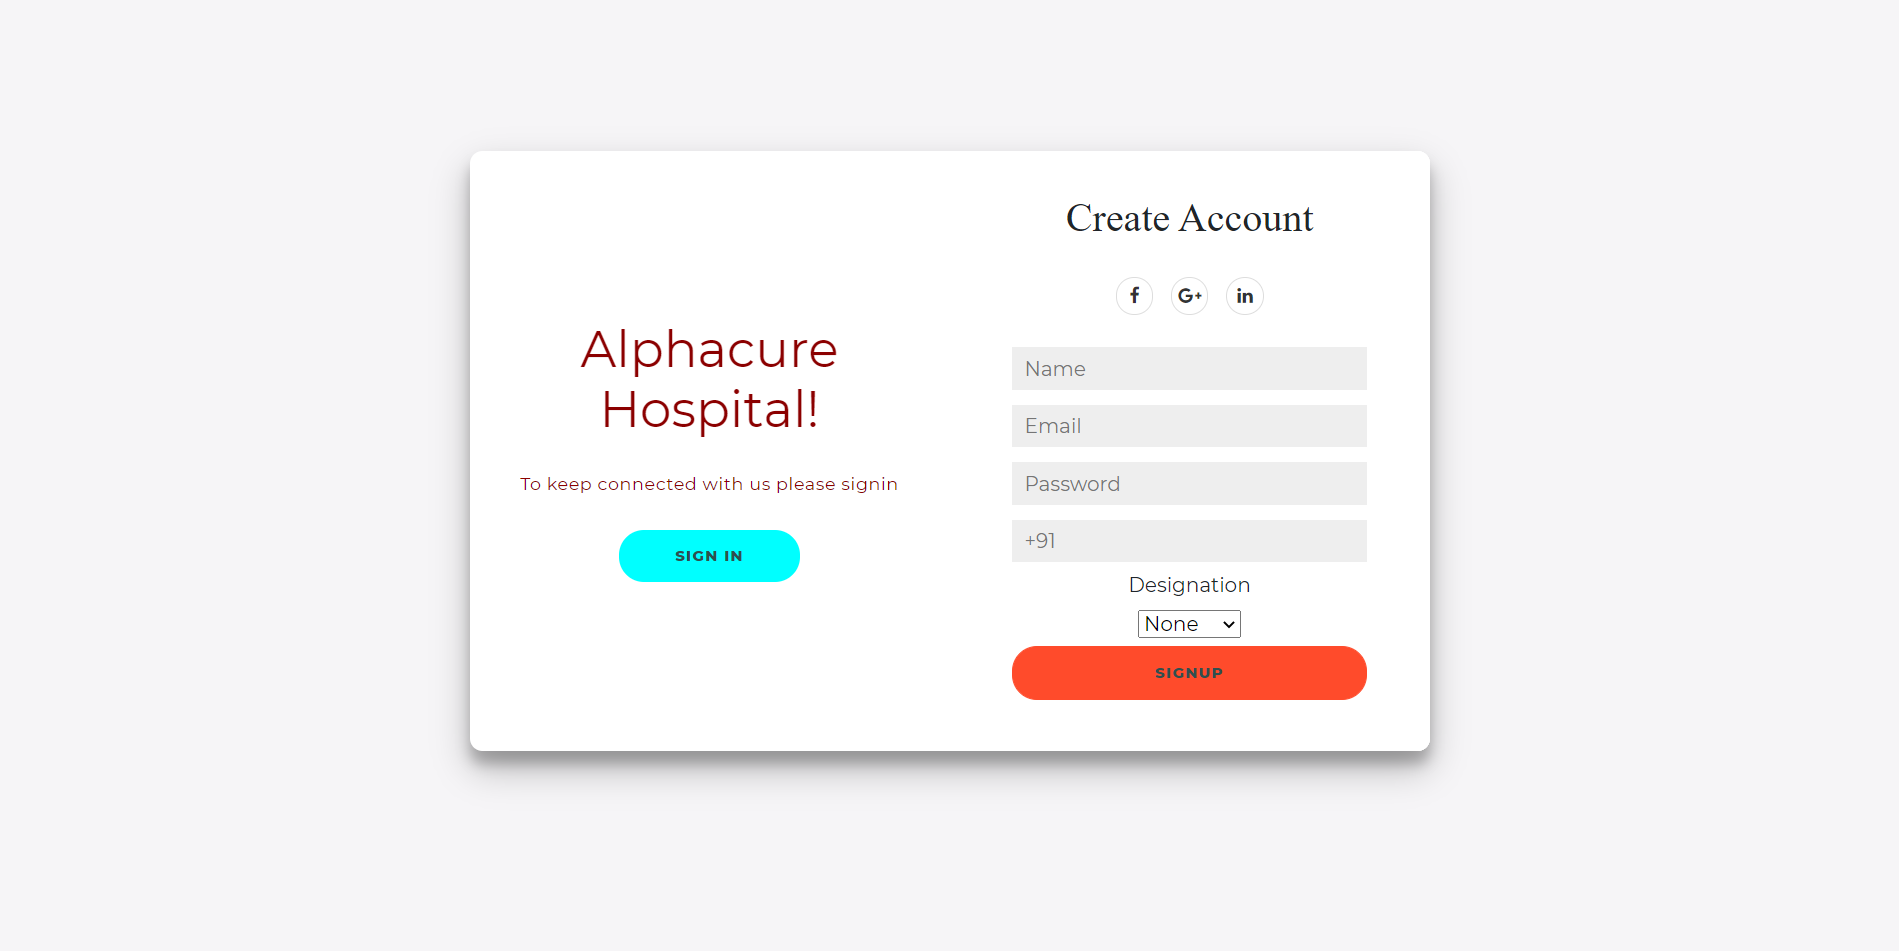 Alphacure
Hospital!
To keep connected with us please signin
SIGN IN
Create Account
f
G+
in
Name
Email
Password
+91
Designation
None
SIGNUP